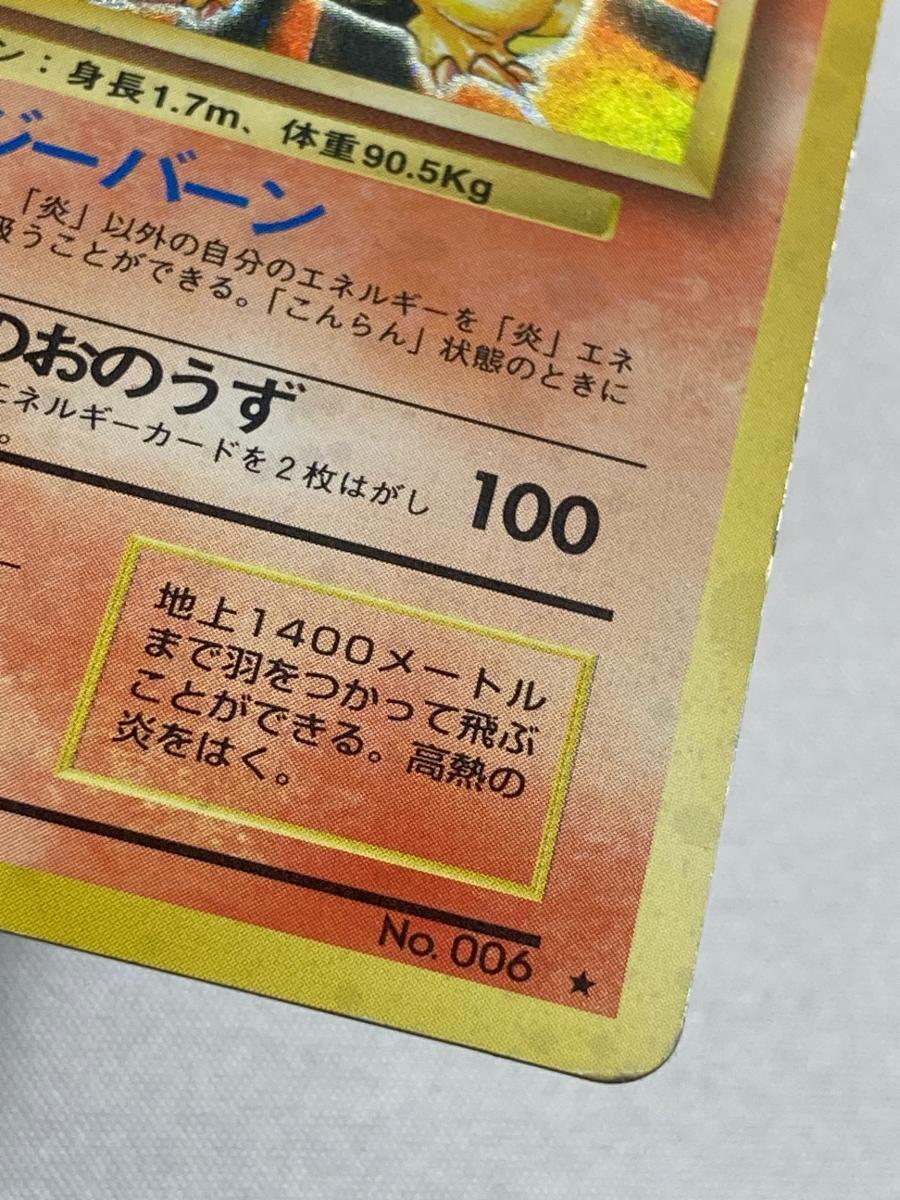 ン：身長1.7m、体重90.5Kg
ジーバーン
「炎」以外の自分のエネルギーを「炎」エネ
吸うことができる。「こんらん」状態のときに
のおのうず
エネルギーカードを2枚はがし
。
100
地上1400メートル
まで羽をつかって飛ぶ
ことができる。高熱の
炎をはく。
No. 006 ★